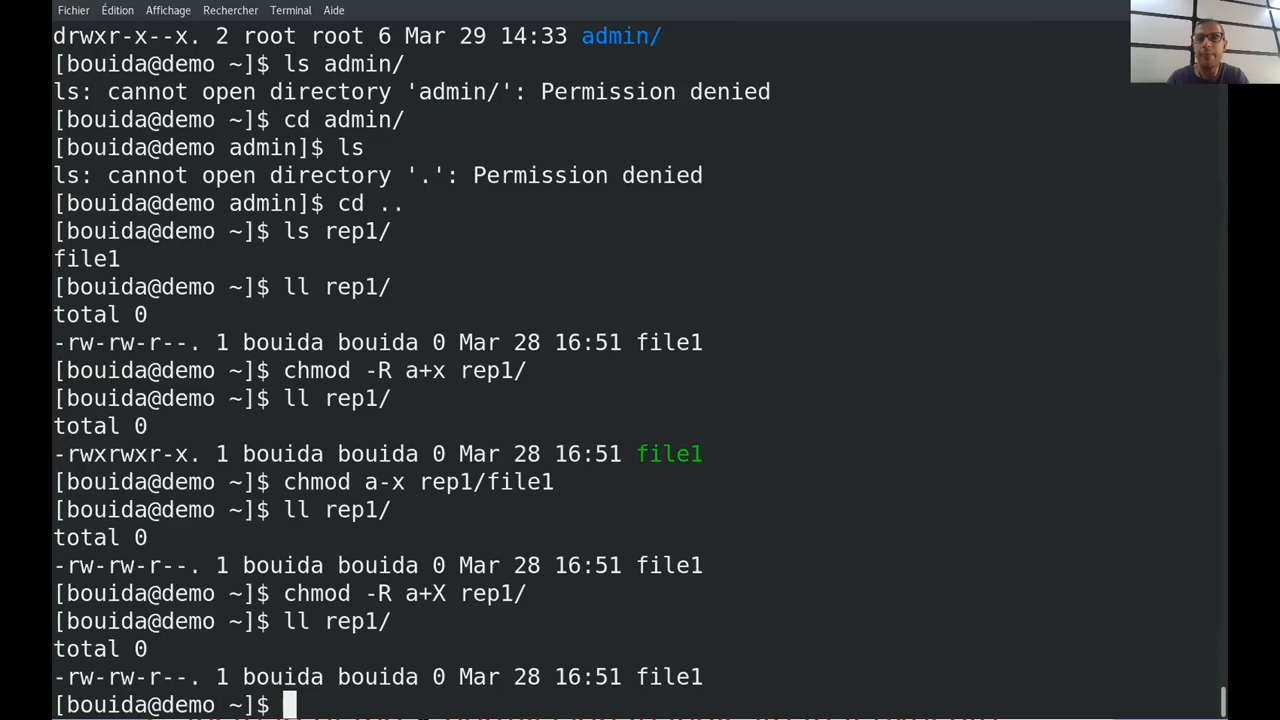 Fichier Édition Affichage Rechercher Terminal Aide
drwxr-x--x. 2 root root 6 Mar 29 14:33 admin/
[bouida@demo ~]$ ls admin/
ls: cannot open directory 'admin/': Permission denied
[bouida@demo ~]$ cd admin/
[bouida@demo admin]$ ls
ls: cannot open directory '.': Permission denied
[bouida@demo admin]$ cd ..
[bouida@demo ~]$ ls rep1/
file1
[bouida@demo ~]$ ll rep1/
total 0
-rw-rw-r--. 1 bouida bouida 0 Mar 28 16:51 file1
[bouida@demo ~]$ chmod -R a+x rep1/
[bouida@demo ~]$ ll rep1/
total 0
-rwxrwxr-x. 1 bouida bouida 0 Mar 28 16:51 file1
[bouida@demo ~]$ chmod a-x rep1/file1
[bouida@demo ~]$ ll rep1/
total 0
-rw-rw-r--. 1 bouida bouida 0 Mar 28 16:51 file1
[bouida@demo ~]$ chmod -R a+X rep1/
[bouida@demo ~]$ ll rep1/
total 0
-rw-rw-r--. 1 bouida bouida 0 Mar 28 16:51 file1
[bouida@demo ~]$